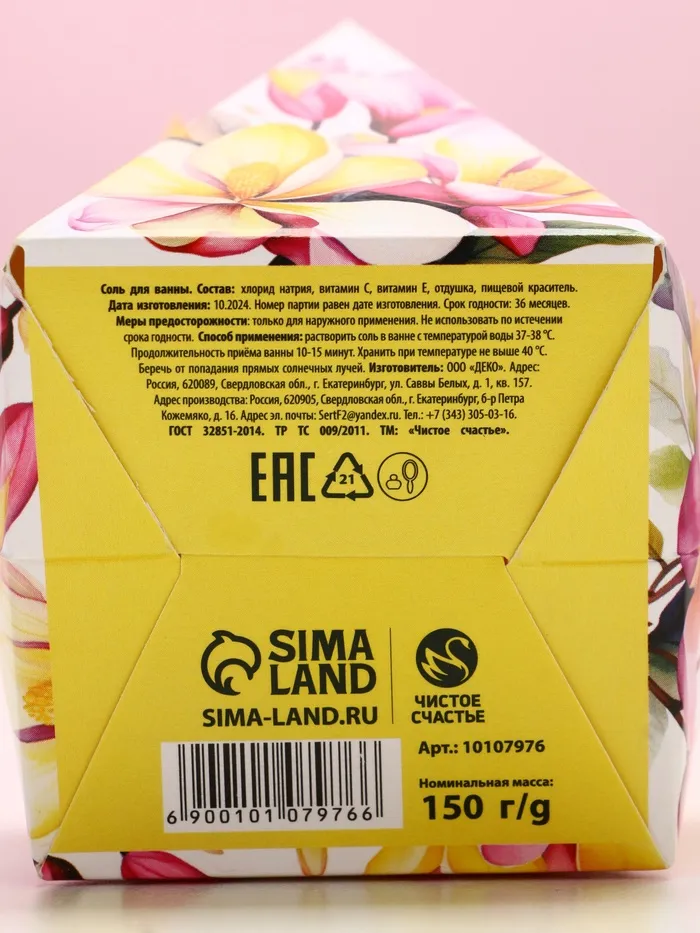 Соль для ванны. Состав: хлорид натрия, витамин С, витамин Е, отдушка, пищевой краситель.
Дата изготовления: 10.2024. Номер партии равен дате изготовления. Срок годности: 36 месяцев.
Меры предосторожности: только для наружного применения. Не использовать по истечении
срока годности. Способ применения: растворить соль в ванне с температурой воды 37-38 °С.
Продолжительность приёма ванны 10-15 минут. Хранить при температуре не выше 40 °С.
Беречь от попадания прямых солнечных лучей. Изготовитель: ООО «ДЕКО». Адрес:
Россия, 620089, Свердловская обл., г. Екатеринбург, ул. Саввы Белых, д. 1, кв. 157.
Адрес производства: Россия, 620905, Свердловская обл., г. Екатеринбург, б-р Петра
Кожемяко, д. 16. Адрес эл. почты: SertF2@yandex.ru. Тел.: +7 (343) 305-03-16.
ГОСТ 32851-2014. ТР ТС 009/2011. ТМ: «Чистое счастье».
EAC 21
SIMA
LAND
SIMA-LAND.RU
ЧИСТОЕ
СЧАСТЬЕ
Арт.: 10107976
Номинальная масса:
150 г/g
6 900101 079766